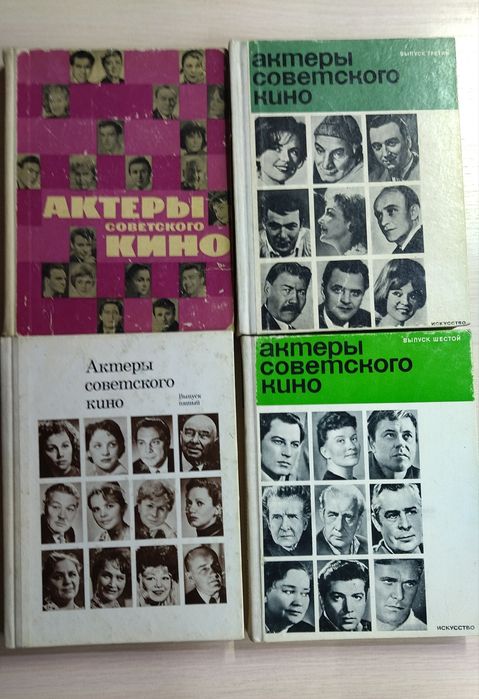 АКТЕРЫ
СОВЕТСКОГО
КИНО
актеры
советского
кино
ВЫПУСК ТРЕТИЙ
ИСКУССТВО
Актеры
советского
кино
Выпуск
пятый
актеры
советского
кино
ВЫПУСК ШЕСТОЙ
ИСКУССТВО